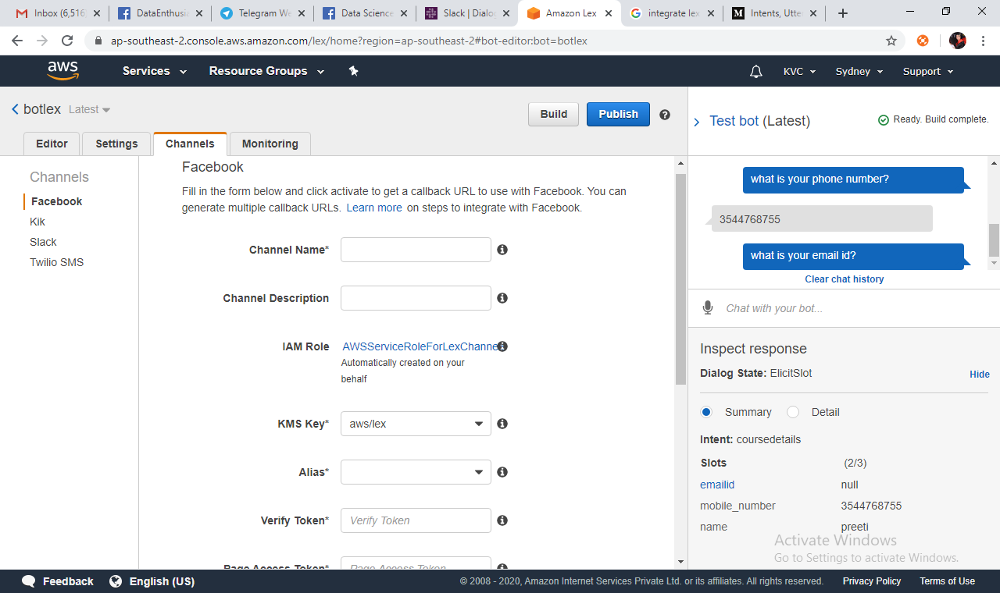 Inbox (6,516
DataEnthusia
Telegram We
Data Science
Slack | Dialo
Amazon Lex
integrate lex
Intents, Utte
ap-southeast-2.console.aws.amazon.com/lex/home?region=ap-southeast-2#bot-editor:bot=botlex
aws
Services
Resource Groups
KVC
Sydney
Support
botlex Latest
Build
Publish
Editor
Settings
Channels
Monitoring
Channels
Facebook
Kik
Slack
Twilio SMS
Facebook
Fill in the form below and click activate to get a callback URL to use with Facebook. You can
generate multiple callback URLs. Learn more on steps to integrate with Facebook.
Channel Name*
Channel Description
IAM Role AWSServiceRoleForLexChanne
Automatically created on your
behalf
KMS Key* aws/lex
Alias*
Verify Token* Verify Token
Page Access Token* Page Access Token
Test bot (Latest)
Ready. Build complete.
what is your phone number?
3544768755
what is your email id?
Clear chat history
Chat with your bot...
Inspect response
Dialog State: ElicitSlot
Hide
Summary
Detail
Intent: coursedetails
Slots (2/3)
emailid null
mobile_number 3544768755
name preeti
Activate Windows
Go to Settings to activate Windows.
Feedback
English (US)
© 2008 - 2020, Amazon Internet Services Private Ltd. or its affiliates. All rights reserved.
Privacy Policy
Terms of Use